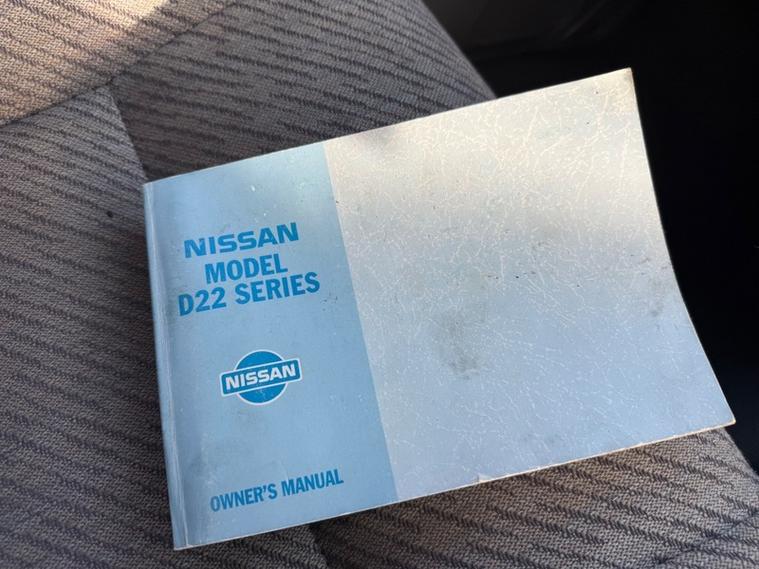 NISSAN
MODEL
D22 SERIES
NISSAN
OWNER'S MANUAL